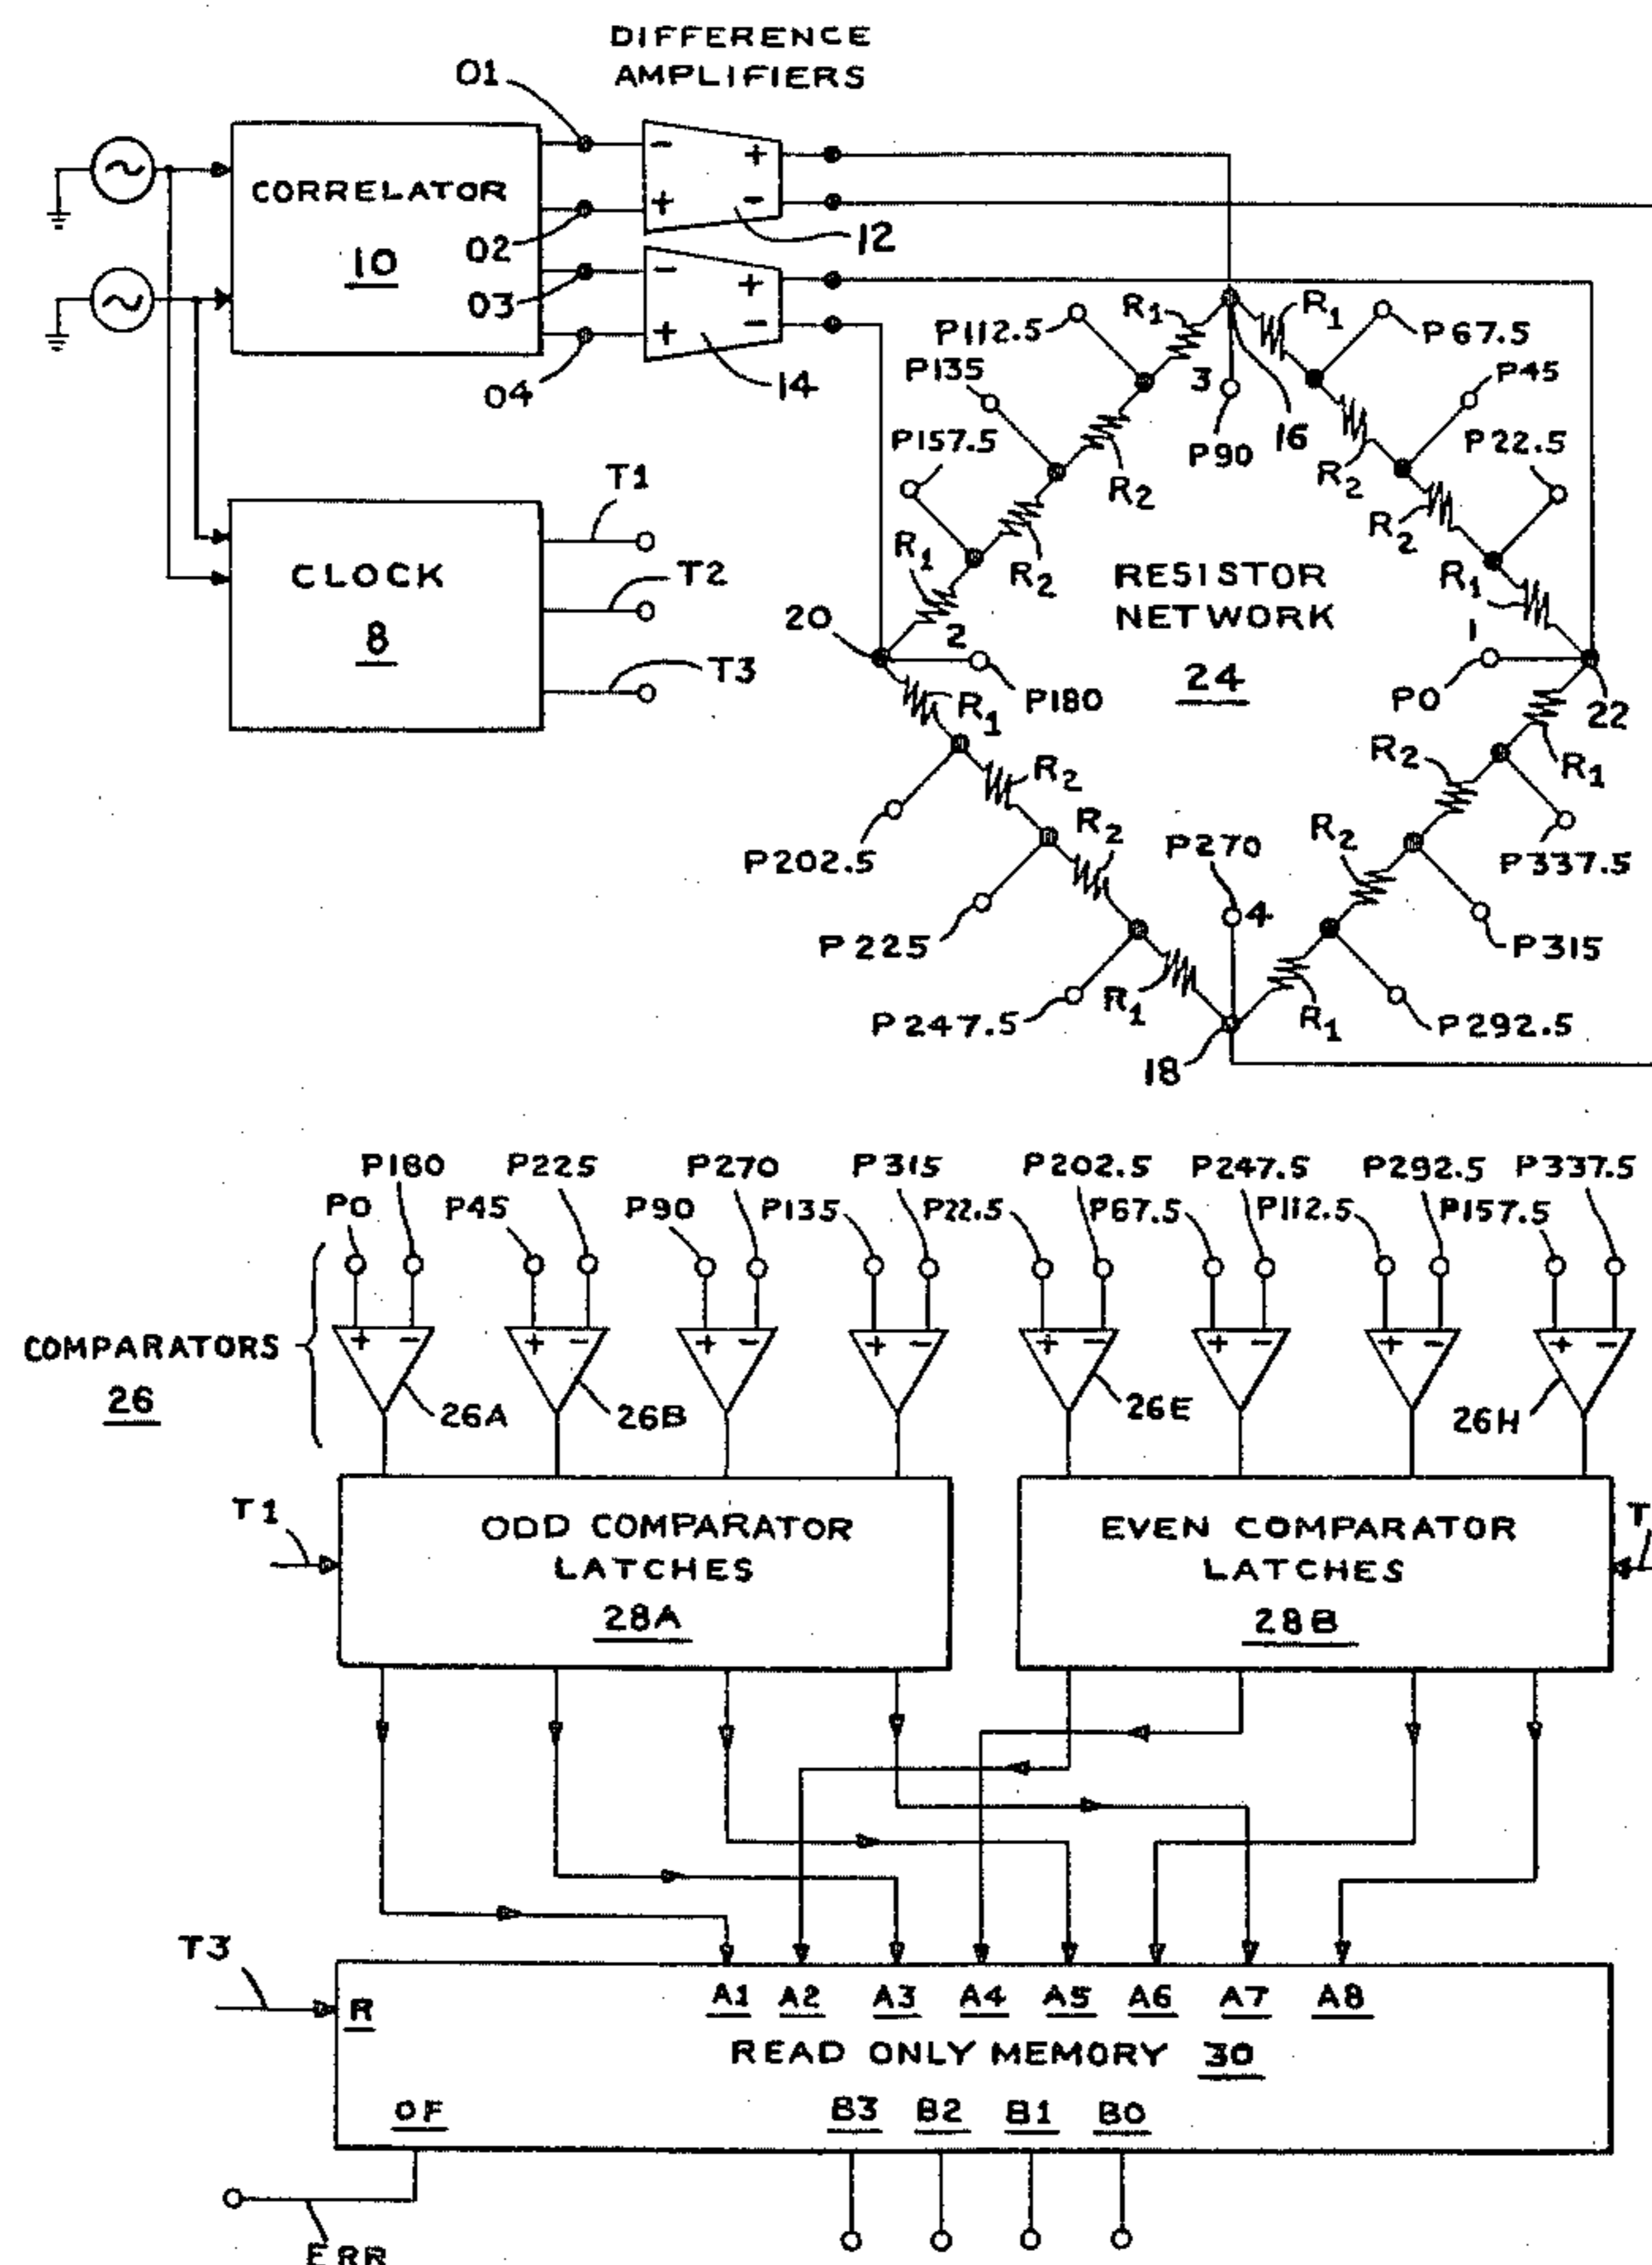 DIFFERENCE
AMPLIFIERS
01
CORRELATOR
10
02
03
04
12
14
CLOCK
8
T1
T2
T3
P112.5
P135
P157.5
R1
R1
P67.5
P45
P22.5
3
P90
16
R2
R2
R2
R2
R1
R1
RESISTOR
NETWORK
24
20
2
P180
1
P0
22
R1
R1
R2
R2
R2
R2
P202.5
P225
P247.5
R1
P270
4
18
R1
P337.5
P315
P292.5
P180 P225 P270 P315 P202.5 P247.5 P292.5 P337.5
P0 P45 P90 P135 P22.5 P67.5 P112.5 P157.5
COMPARATORS
26
+ - + - + - + - + - + - + - + -
26A 26B 26E 26H
T1
ODD COMPARATOR
LATCHES
28A
EVEN COMPARATOR
LATCHES
28B
T
T3
R
A1 A2 A3 A4 A5 A6 A7 A8
READ ONLY MEMORY 30
OF
B3 B2 B1 B0
ERR